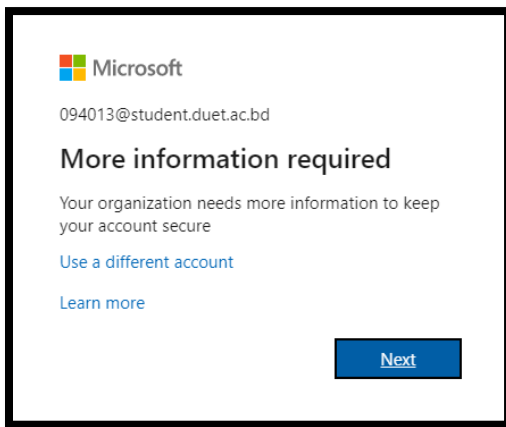 Microsoft
094013@student.duet.ac.bd
More information required
Your organization needs more information to keep
your account secure
Use a different account
Learn more
Next